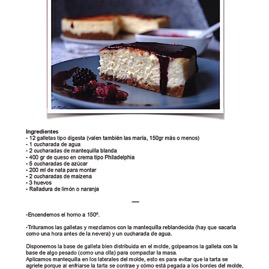 Ingredientes
- 12 galletas tipo digesta (valen también las maría, 150gr más o menos)
- 1 cucharada de agua
- 2 cucharadas de mantequilla blanda
- 400 gr de queso en crema tipo Philadelphia
- 5 cucharadas de azúcar
- 200 ml de nata para montar
- 2 cucharadas de maizena
- 3 huevos
- Ralladura de limón o naranja
—
-Encendemos el horno a 150º.
-Trituramos las galletas y mezclamos con la mantequilla reblandecida (hay que sacarla
como una hora antes de la nevera) y un cucharada de agua.
Disponemos la base de galleta bien distribuida en el molde, golpeamos la galleta con la
base de algo pesado (como una olla) para compactar la masa.
Aplicamos mantequilla en los laterales del molde, esto es para evitar que la tarta se
agriete porque al enfriarse la tarta se contrae y cómo está pegada a los bordes del molde,